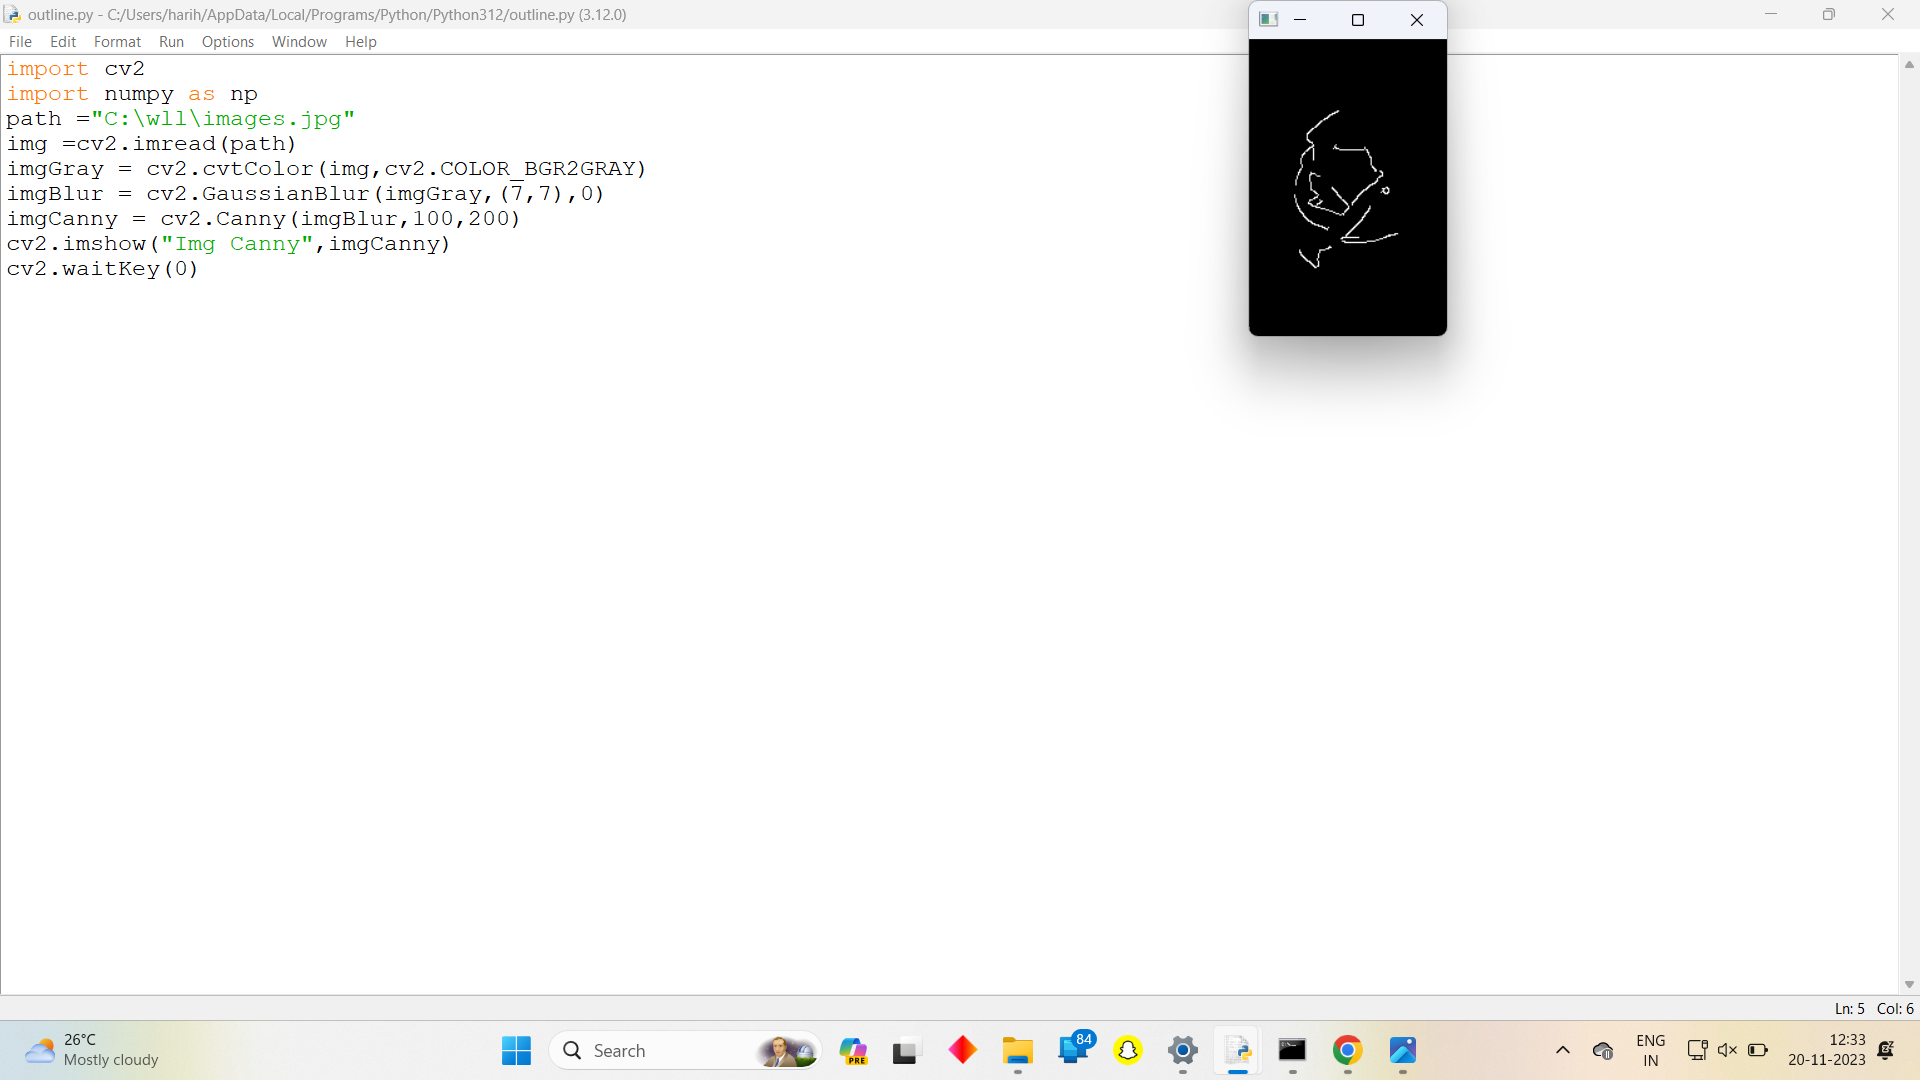 outline.py - C:/Users/harih/AppData/Local/Programs/Python/Python312/outline.py (3.12.0)
File Edit Format Run Options Window Help
import cv2
import numpy as np
path ="C:\wll\images.jpg"
img =cv2.imread(path)
imgGray = cv2.cvtColor(img,cv2.COLOR_BGR2GRAY)
imgBlur = cv2.GaussianBlur(imgGray,(7,7),0)
imgCanny = cv2.Canny(imgBlur,100,200)
cv2.imshow("Img Canny",imgCanny)
cv2.waitKey(0)
Ln: 5 Col: 6
26°C
Mostly cloudy
Search
PRE
84
ENG
IN
12:33
20-11-2023